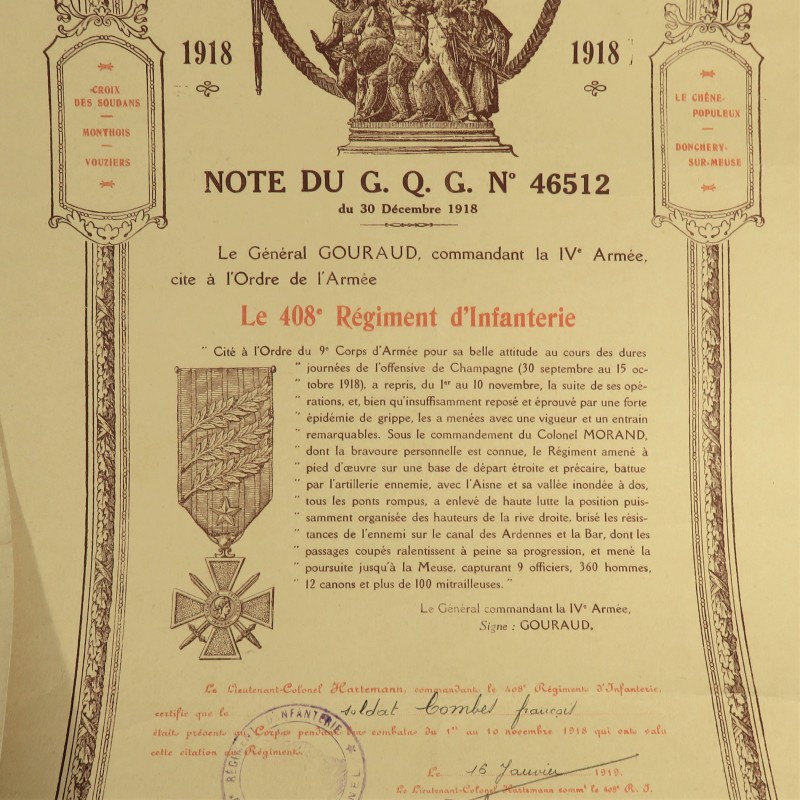 1918
1918
CROIX
DES SOUDANS
MONTHOIS
VOUZIERS
LE CHÊNE-
POPULEUX
DONCHERY-
SUR-MEUSE
NOTE DU G. Q. G. N° 46512
du 30 Décembre 1918
Le Général GOURAUD, commandant la IVe Armée,
cite à l'Ordre de l'Armée
Le 408e Régiment d'Infanterie
" Cité à l'Ordre du 9e Corps d'Armée pour sa belle attitude au cours des dures
" journées de l'offensive de Champagne (30 septembre au 15 oc-
" tobre 1918), a repris, du 1er au 10 novembre, la suite de ses opé-
" rations, et, bien qu'insuffisamment reposé et éprouvé par une forte
" épidémie de grippe, les a menées avec une vigueur et un entrain
" remarquables. Sous le commandement du Colonel MORAND,
" dont la bravoure personnelle est connue, le Régiment amené à
" pied d'œuvre sur une base de départ étroite et précaire, battue
" par l'artillerie ennemie, avec l'Aisne et sa vallée inondée à dos,
" tous les ponts rompus, a enlevé de haute lutte la position puis-
" samment organisée des hauteurs de la rive droite, brisé les résis-
" tances de l'ennemi sur le canal des Ardennes et la Bar, dont les
" passages coupés ralentissent à peine sa progression, et mené la
" poursuite jusqu'à la Meuse, capturant 9 officiers, 360 hommes,
" 12 canons et plus de 100 mitrailleuses. "
Le Général commandant la IVe Armée,
Signe : GOURAUD.
Le Lieutenant-Colonel Hartemann, commandant le 408e Régiment d'Infanterie,
certifie que le soldat Combes françois
était présent au Corps pendant les combats du 1er au 10 novembre 1918 qui ont valu
cette citation au Régiment.
Le 16 Janvier 1919.
Le Lieutenant-Colonel Hartemann commt le 408e R. I.
RÉGI D'INFANTERIE